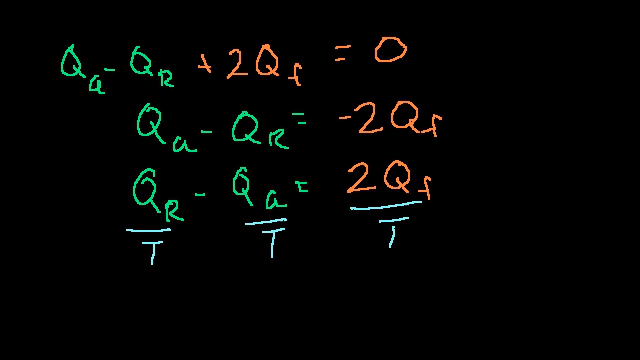 Qa - QR + 2Qf = 0
Qa - QR = -2Qf
QR - Qa = 2Qf
T T T